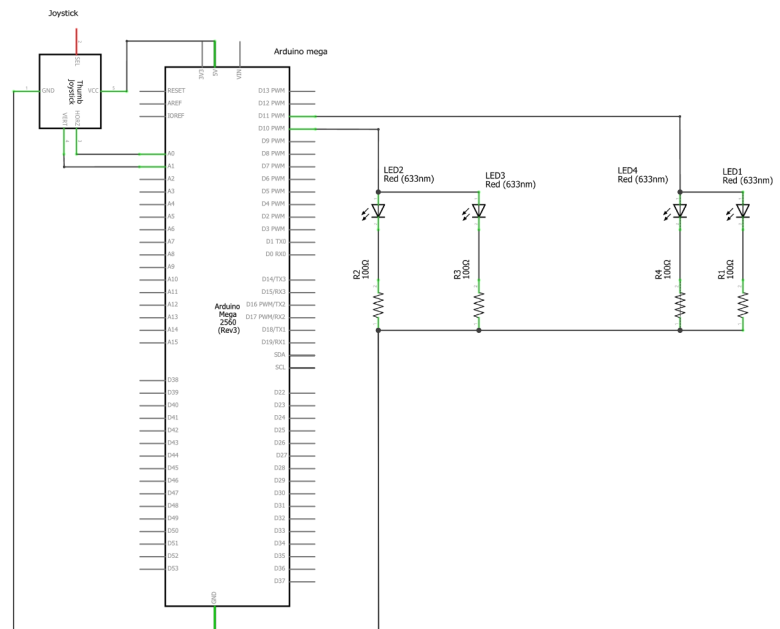 Joystick
SEL
GND
VCC
Thumb
Joystick
VERT
HORZ
Arduino mega
3V3
5V
VIN
RESET
AREF
IOREF
A0
A1
A2
A3
A4
A5
A6
A7
A8
A9
A10
A11
A12
A13
A14
A15
D38
D39
D40
D41
D42
D43
D44
D45
D46
D47
D48
D49
D50
D51
D52
D53
Arduino
Mega
2560
(Rev3)
D13 PWM
D12 PWM
D11 PWM
D10 PWM
D9 PWM
D8 PWM
D7 PWM
D6 PWM
D5 PWM
D4 PWM
D2 PWM
D3 PWM
D1 TX0
D0 RX0
D14/TX3
D15/RX3
D16 PWM/TX2
D17 PWM/RX2
D18/TX1
D19/RX1
SDA
SCL
D22
D23
D24
D25
D26
D27
D28
D29
D30
D31
D32
D33
D34
D35
D36
D37
GND
LED2
Red (633nm)
LED3
Red (633nm)
LED4
Red (633nm)
LED1
Red (633nm)
R2
100Ω
R3
100Ω
R4
100Ω
R1
100Ω